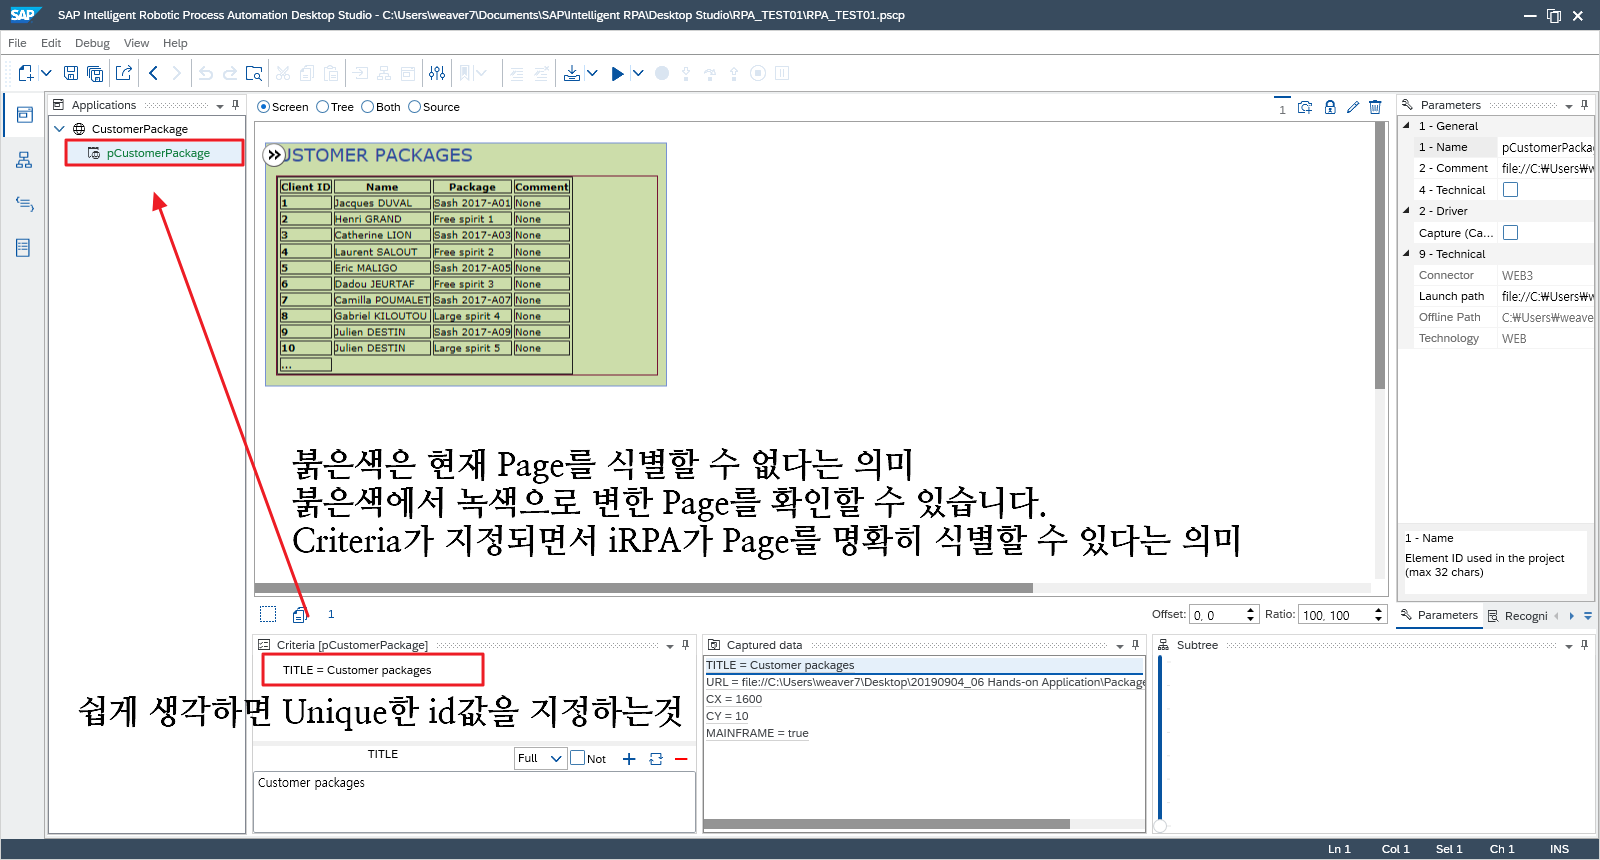 SAP
SAP Intelligent Robotic Process Automation Desktop Studio - C:\Users\weaver7\Documents\SAP\Intelligent RPA\Desktop Studio\RPA_TEST01\RPA_TEST01.pscp
File Edit Debug View Help
Applications
CustomerPackage
pCustomerPackage
Screen Tree Both Source
1
USTOMER PACKAGES
Client ID Name Package Comment
1 Jacques DUVAL Sash 2017-A01 None
2 Henri GRAND Free spirit 1 None
3 Catherine LION Sash 2017-A03 None
4 Laurent SALOUT Free spirit 2 None
5 Eric MALIGO Sash 2017-A05 None
6 Dadou JEURTAF Free spirit 3 None
7 Camilla POUMALET Sash 2017-A07 None
8 Gabriel KILOUTOU Large spirit 4 None
9 Julien DESTIN Sash 2017-A09 None
10 Julien DESTIN Large spirit 5 None
...
붉은색은 현재 Page를 식별할 수 없다는 의미
붉은색에서 녹색으로 변한 Page를 확인할 수 있습니다.
Criteria가 지정되면서 iRPA가 Page를 명확히 식별할 수 있다는 의미
1
Offset: 0, 0 Ratio: 100, 100
Parameters
1 - General
1 - Name pCustomerPacka
2 - Comment file://C:₩Users₩w
4 - Technical
2 - Driver
Capture (Ca...
9 - Technical
Connector WEB3
Launch path file://C:₩Users₩w
Offline Path C:₩Users₩weave
Technology WEB
1 - Name
Element ID used in the project
(max 32 chars)
Parameters Recogni
Criteria [pCustomerPackage]
TITLE = Customer packages
쉽게 생각하면 Unique한 id값을 지정하는것
TITLE Full Not
Customer packages
Captured data
TITLE = Customer packages
URL = file://C:\Users\weaver7\Desktop\20190904_06 Hands-on Application\Package
CX = 1600
CY = 10
MAINFRAME = true
Subtree
Ln 1 Col 1 Sel 1 Ch 1 INS